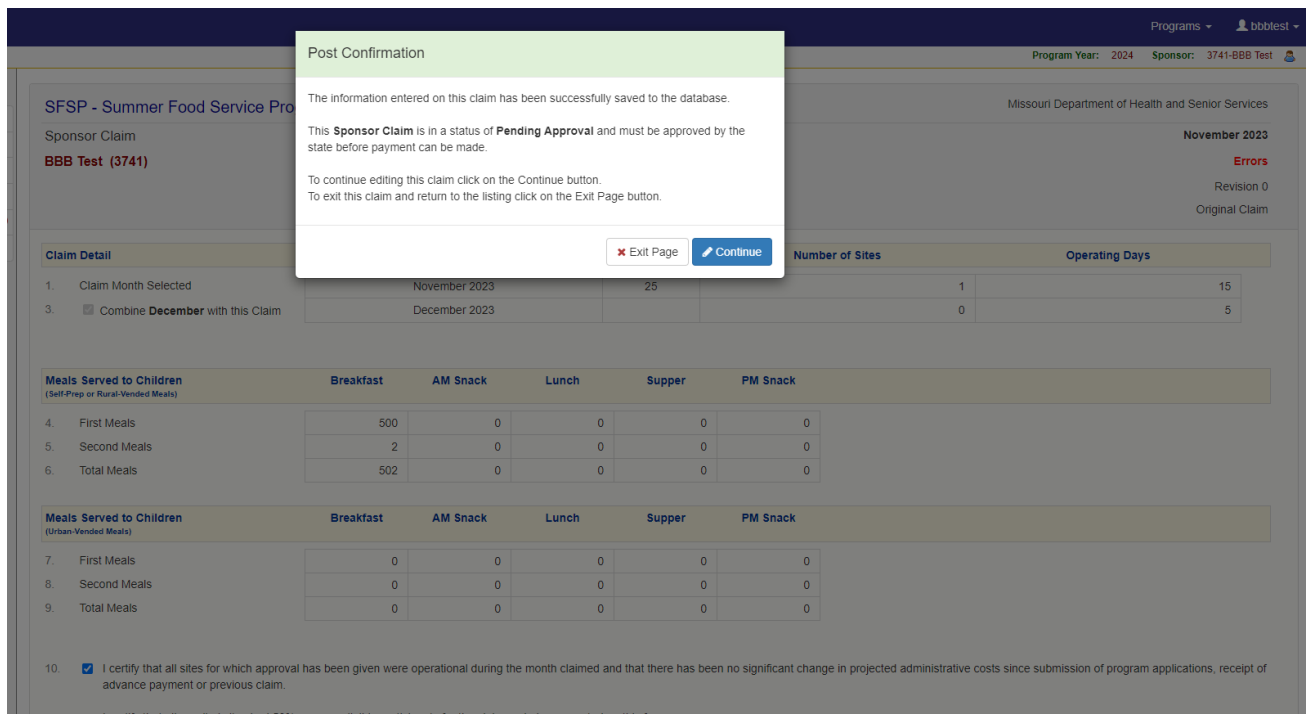 Programs
bbbtest
Program Year: 2024 Sponsor: 3741-BBB Test
Post Confirmation
The information entered on this claim has been successfully saved to the database.
This Sponsor Claim is in a status of Pending Approval and must be approved by the
state before payment can be made.
To continue editing this claim click on the Continue button.
To exit this claim and return to the listing click on the Exit Page button.
Exit Page Continue
SFSP - Summer Food Service Pro
Missouri Department of Health and Senior Services
Sponsor Claim
November 2023
BBB Test (3741)
Errors
Revision 0
Original Claim
Claim Detail Number of Sites Operating Days
1. Claim Month Selected November 2023 25 1 15
3. Combine December with this Claim December 2023 0 5
Meals Served to Children Breakfast AM Snack Lunch Supper PM Snack
(Self-Prep or Rural-Vended Meals)
4. First Meals 500 0 0 0 0
5. Second Meals 2 0 0 0 0
6. Total Meals 502 0 0 0 0
Meals Served to Children Breakfast AM Snack Lunch Supper PM Snack
(Urban-Vended Meals)
7. First Meals 0 0 0 0 0
8. Second Meals 0 0 0 0 0
9. Total Meals 0 0 0 0 0
10. I certify that all sites for which approval has been given were operational during the month claimed and that there has been no significant change in projected administrative costs since submission of program applications, receipt of
advance payment or previous claim.